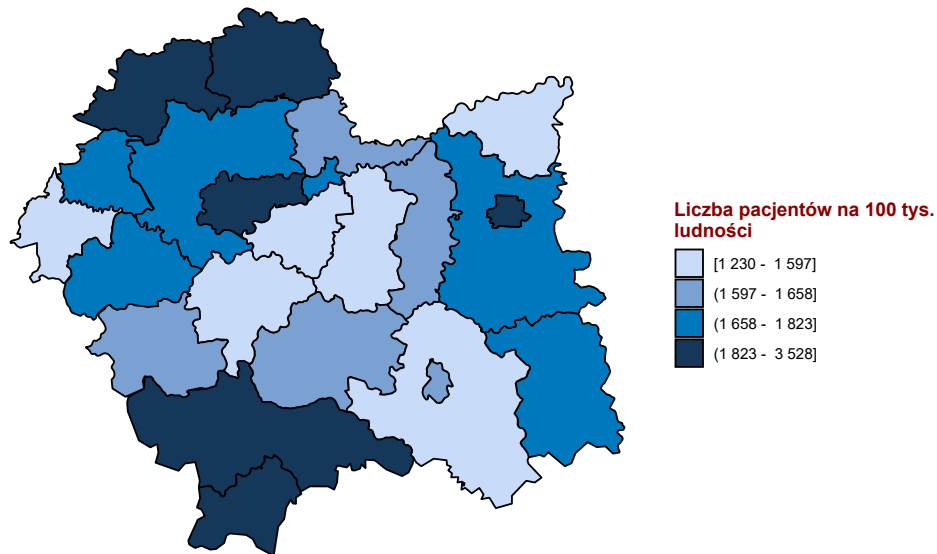 Liczba pacjentów na 100 tys.
ludności
[1 230 - 1 597]
(1 597 - 1 658]
(1 658 - 1 823]
(1 823 - 3 528]